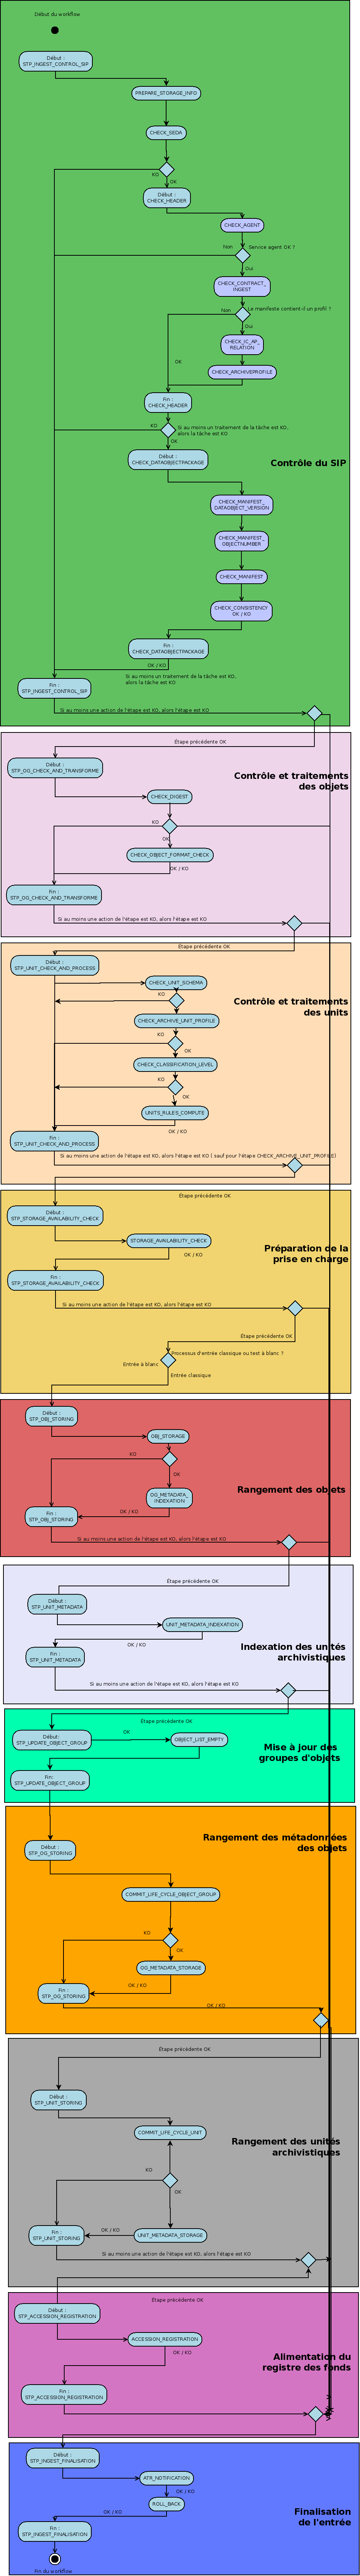 Début du workflow
Début :
STP_INGEST_CONTROL_SIP
PREPARE_STORAGE_INFO
CHECK_SEDA
KO
OK
Début :
CHECK_HEADER
CHECK_AGENT
Non
Service agent OK ?
Oui
CHECK_CONTRACT_
INGEST
Non
Le manifeste contient-il un profil ?
Oui
CHECK_IC_AP_
RELATION
OK
CHECK_ARCHIVEPROFILE
Fin :
CHECK_HEADER
KO
Si au moins un traitement de la tâche est KO,
alors la tâche est KO
OK
Début :
CHECK_DATAOBJECTPACKAGE
Contrôle du SIP
CHECK_MANIFEST_
DATAOBJECT_VERSION
CHECK_MANIFEST_
OBJECTNUMBER
CHECK_MANIFEST
CHECK_CONSISTENCY
OK / KO
Fin :
CHECK_DATAOBJECTPACKAGE
OK / KO
Si au moins un traitement de la tâche est KO,
alors la tâche est KO
Fin :
STP_INGEST_CONTROL_SIP
Si au moins une action de l'étape est KO, alors l'étape est KO
Étape précédente OK
Début :
STP_OG_CHECK_AND_TRANSFORME
Contrôle et traitements
des objets
CHECK_DIGEST
KO
OK
CHECK_OBJECT_FORMAT_CHECK
OK / KO
Fin :
STP_OG_CHECK_AND_TRANSFORME
Si au moins une action de l'étape est KO, alors l'étape est KO
Étape précédente OK
Début :
STP_UNIT_CHECK_AND_PROCESS
CHECK_UNIT_SCHEMA
KO
Contrôle et traitements
des units
CHECK_ARCHIVE_UNIT_PROFILE
KO
OK
CHECK_CLASSIFICATION_LEVEL
KO
OK
UNITS_RULES_COMPUTE
OK / KO
Fin :
STP_UNIT_CHECK_AND_PROCESS
Si au moins une action de l'étape est KO, alors l'étape est KO ( sauf pour l'étape CHECK_ARCHIVE_UNIT_PROFILE)
Étape précédente OK
Début :
STP_STORAGE_AVAILABILITY_CHECK
STORAGE_AVAILABILITY_CHECK
Préparation de la
prise en charge
OK / KO
Fin :
STP_STORAGE_AVAILABILITY_CHECK
Si au moins une action de l'étape est KO, alors l'étape est KO
Étape précédente OK
Processus d'entrée classique ou test à blanc ?
Entrée à blanc
Entrée classique
Début :
STP_OBJ_STORING
OBJ_STORAGE
KO
OK
Rangement des objets
OG_METADATA_
INDEXATION
OK / KO
Fin :
STP_OBJ_STORING
Si au moins une action de l'étape est KO, alors l'étape est KO
Étape précédente OK
Début :
STP_UNIT_METADATA
UNIT_METADATA_INDEXATION
OK / KO
Indexation des unités
archivistiques
Fin :
STP_UNIT_METADATA
Si au moins une action de l'étape est KO, alors l'étape est KO
Étape précédente OK
Début:
STP_UPDATE_OBJECT_GROUP
OK
OBJECT_LIST_EMPTY
Mise à jour des
groupes d'objets
Fin:
STP_UPDATE_OBJECT_GROUP
Rangement des métadonnées
des objets
Début :
STP_OG_STORING
COMMIT_LIFE_CYCLE_OBJECT_GROUP
KO
OK
OG_METADATA_STORAGE
OK / KO
Fin :
STP_OG_STORING
OK / KO
Étape précédente OK
Début :
STP_UNIT_STORING
COMMIT_LIFE_CYCLE_UNIT
Rangement des unités
archivistiques
KO
OK
OK / KO
UNIT_METADATA_STORAGE
Fin :
STP_UNIT_STORING
Si au moins une action de l'étape est KO, alors l'étape est KO
Étape précédente OK
Début :
STP_ACCESSION_REGISTRATION
ACCESSION_REGISTRATION
OK / KO
Alimentation du
registre des fonds
Fin :
STP_ACCESSION_REGISTRATION
Début :
STP_INGEST_FINALISATION
ATR_NOTIFICATION
OK / KO
ROLL_BACK
OK / KO
Finalisation
de l'entrée
Fin :
STP_INGEST_FINALISATION
Fin du workflow